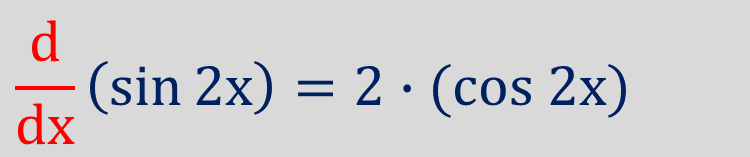 d
dx
(sin 2x) = 2 · (cos 2x)